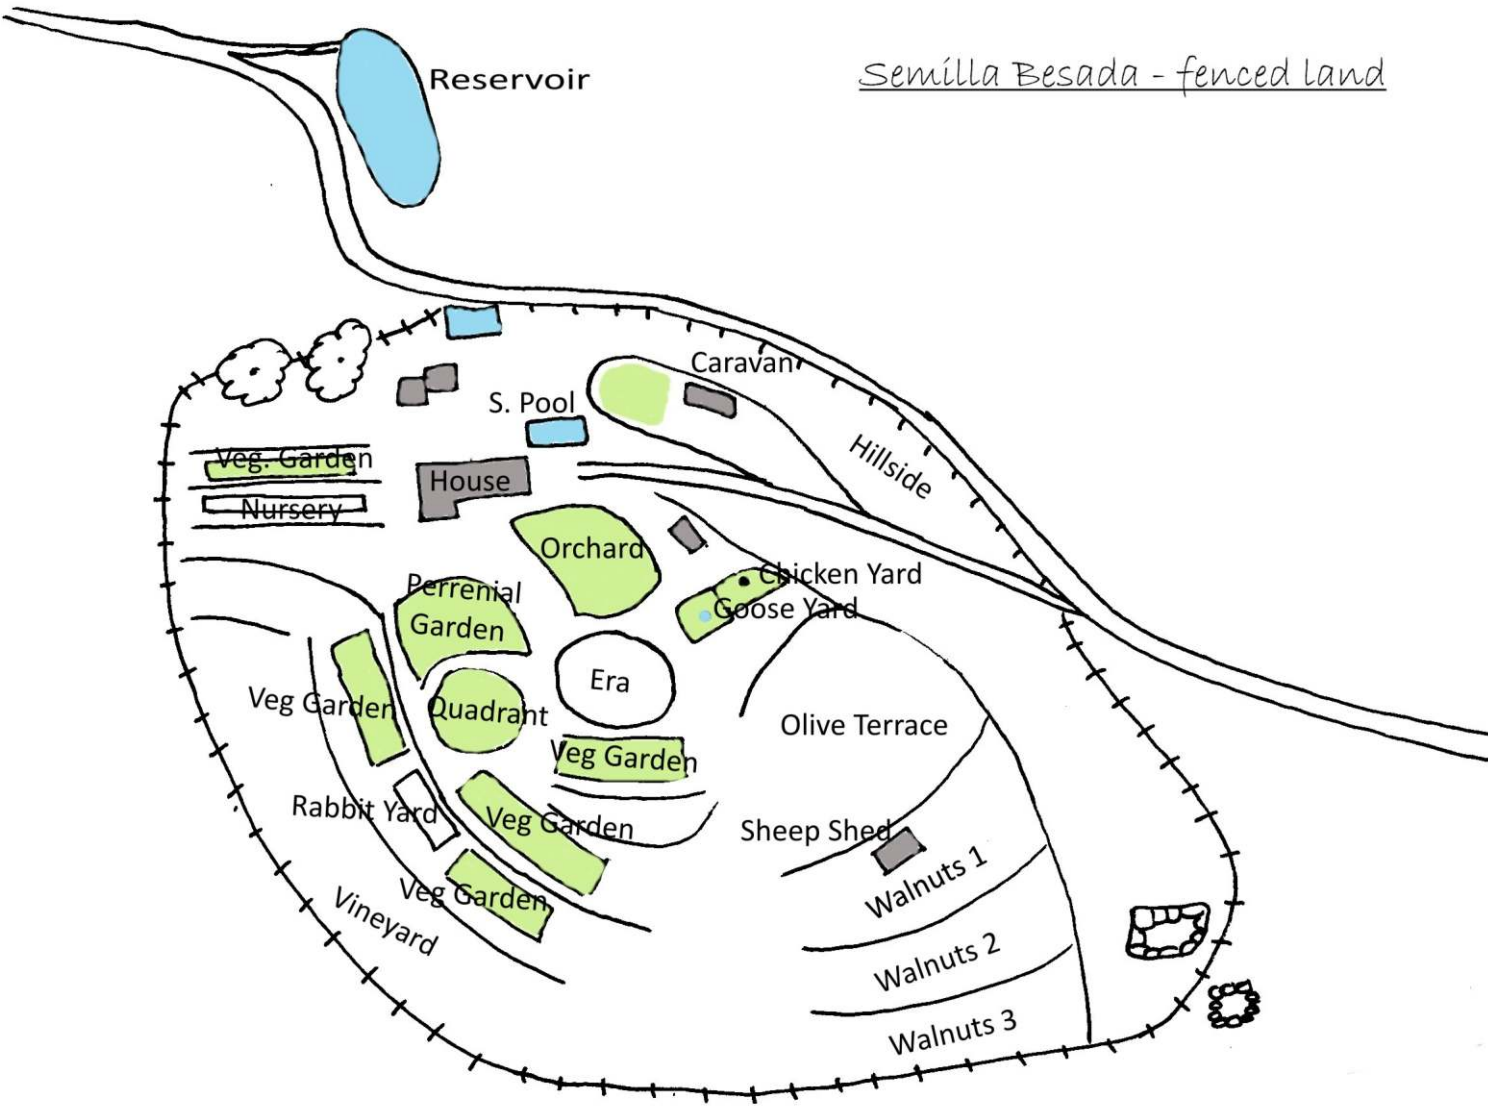 Semilla Besada - fenced land
Reservoir
Caravan
S. Pool
Hillside
Veg. Garden
House
Nursery
Orchard
Chicken Yard
Perrenial
Garden
Goose Yard
Era
Veg Garden
Quadrant
Olive Terrace
Veg Garden
Rabbit Yard
Veg Garden
Sheep Shed
Walnuts 1
Veg Garden
Vineyard
Walnuts 2
Walnuts 3